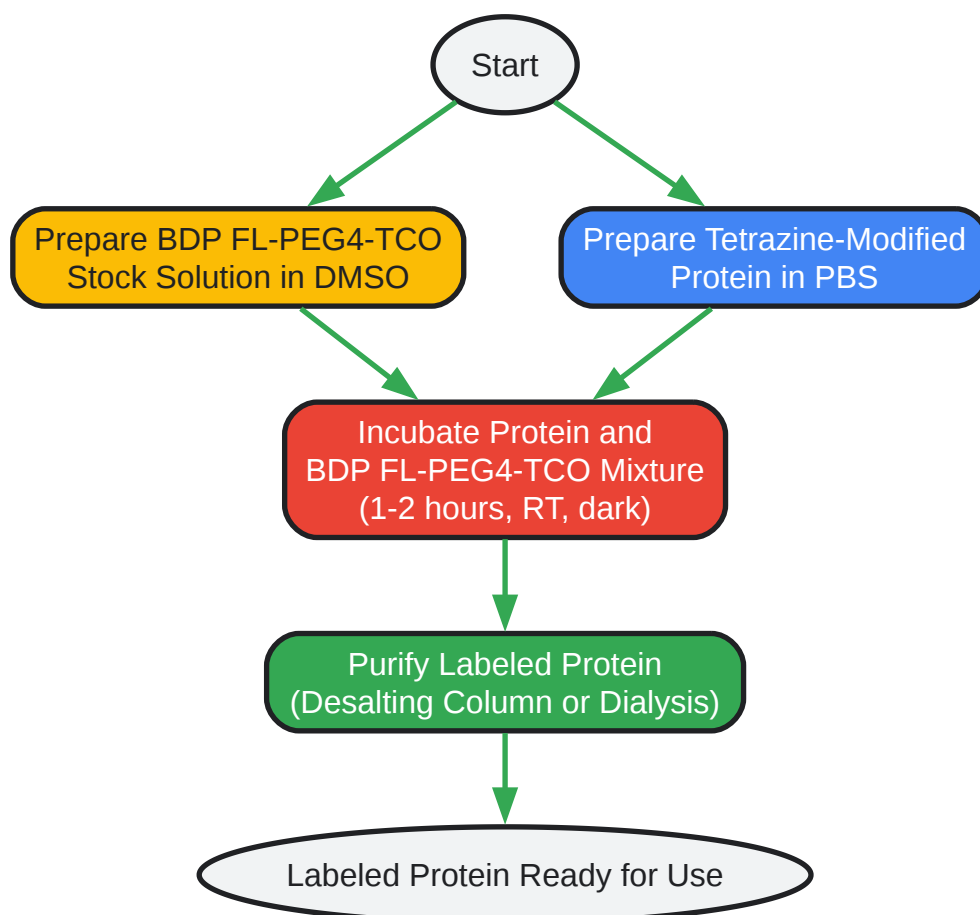 Start
Prepare BDP FL-PEG4-TCO
Stock Solution in DMSO
Prepare Tetrazine-Modified
Protein in PBS
Incubate Protein and
BDP FL-PEG4-TCO Mixture
(1-2 hours, RT, dark)
Purify Labeled Protein
(Desalting Column or Dialysis)
Labeled Protein Ready for Use